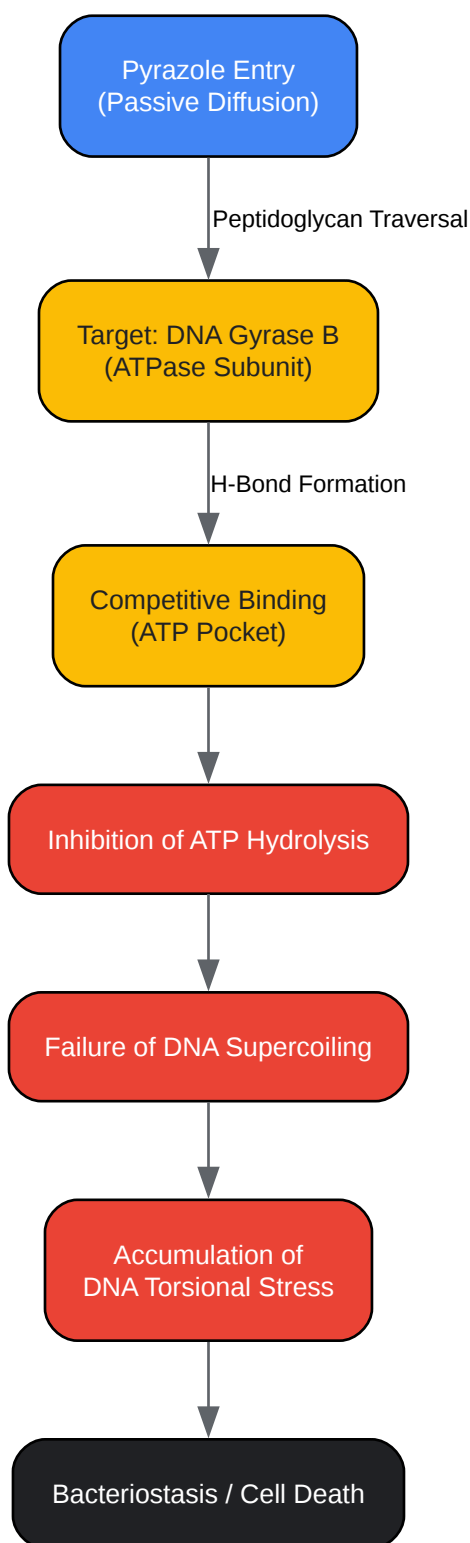 Pyrazole Entry
(Passive Diffusion)
Peptidoglycan Traversal
Target: DNA Gyrase B
(ATPase Subunit)
H-Bond Formation
Competitive Binding
(ATP Pocket)
Inhibition of ATP Hydrolysis
Failure of DNA Supercoiling
Accumulation of
DNA Torsional Stress
Bacteriostasis / Cell Death